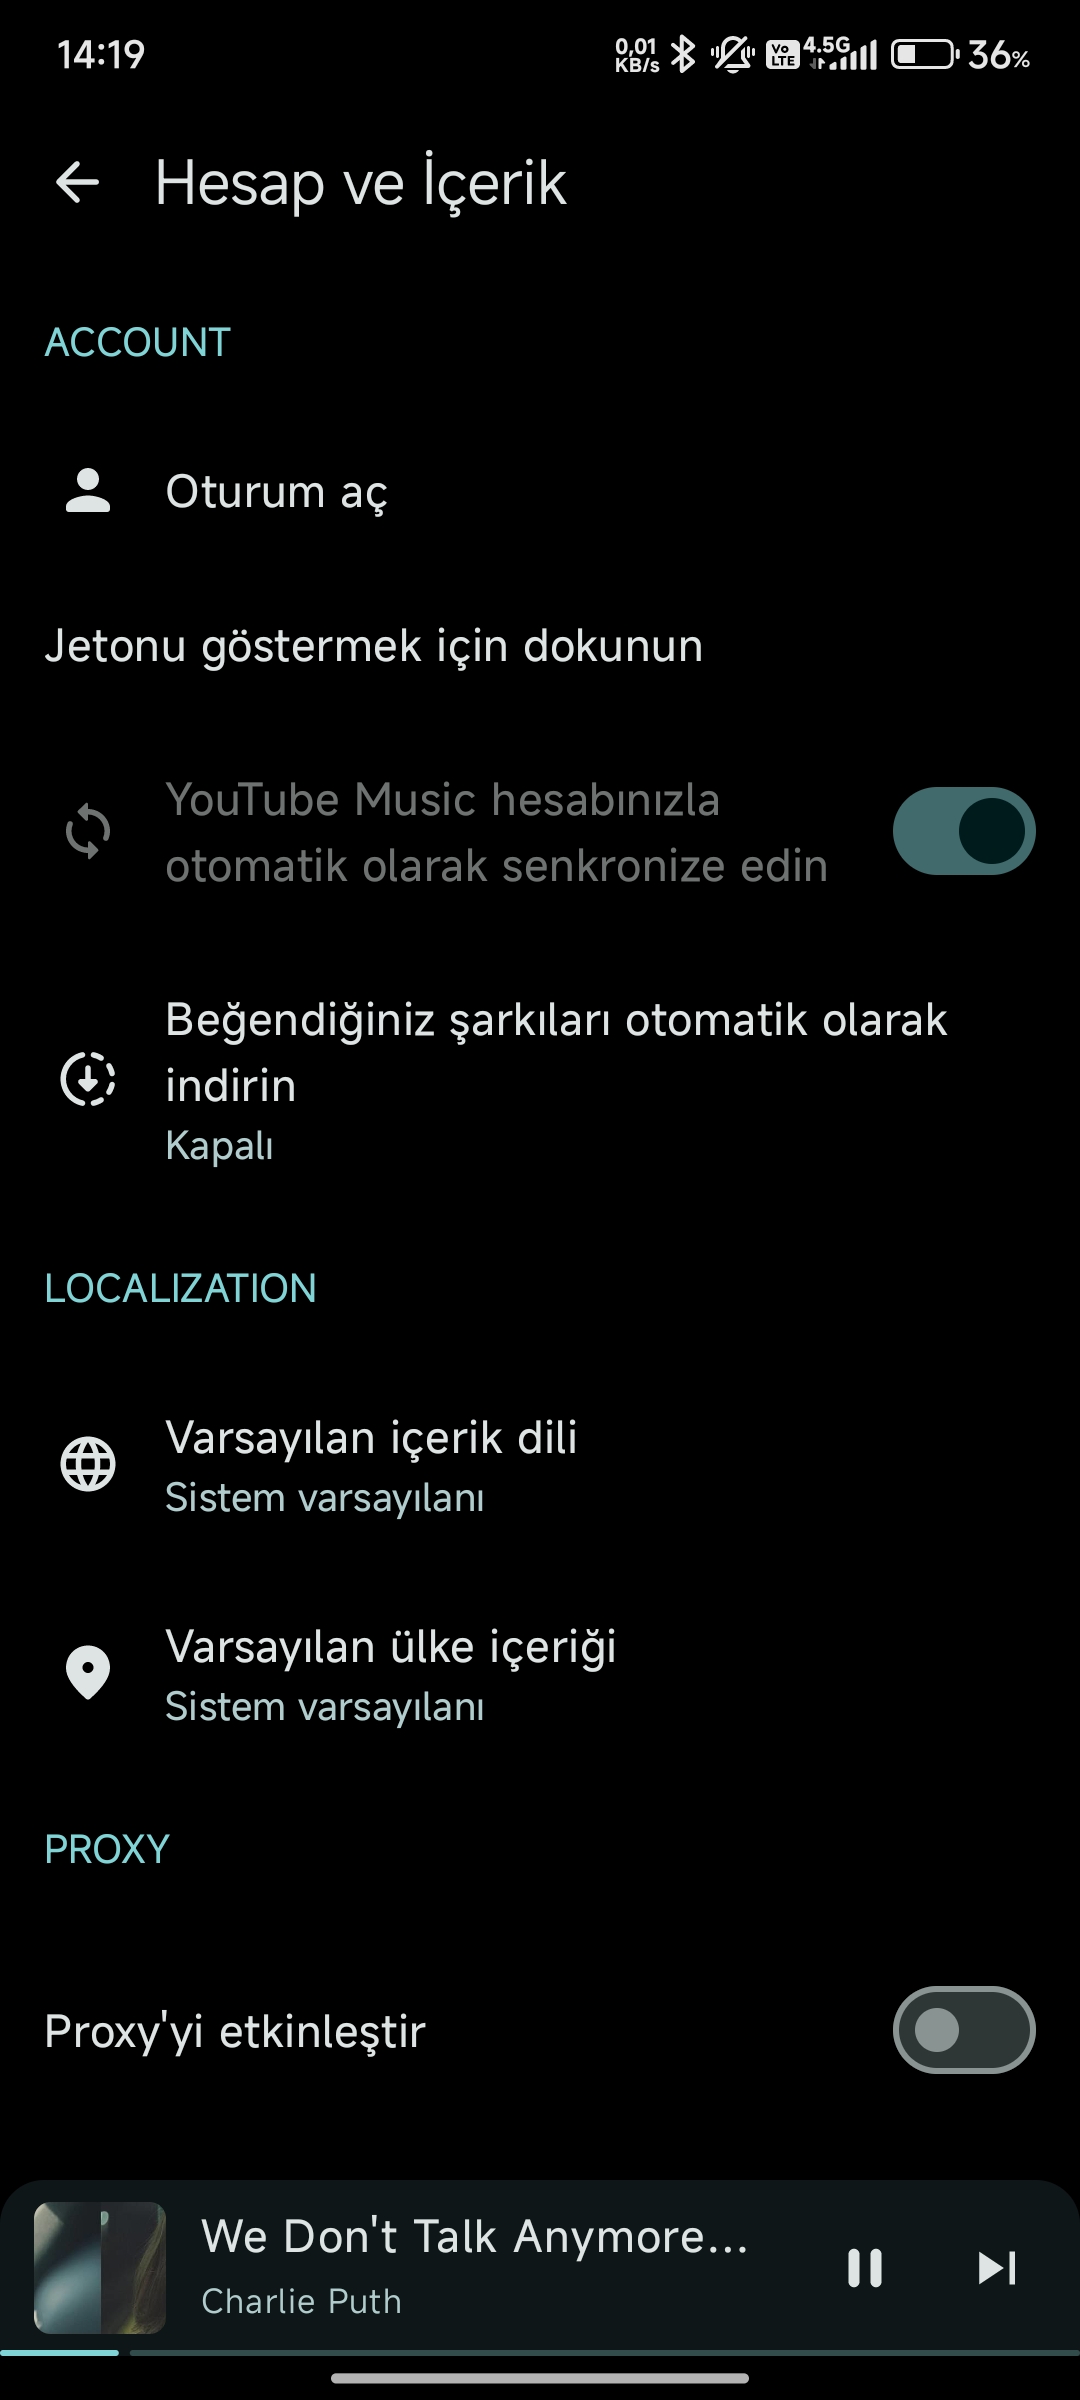 14:19
0,01
KB/s
Vo
LTE
4.5G
36%
Hesap ve İçerik
ACCOUNT
Oturum aç
Jetonu göstermek için dokunun
YouTube Music hesabınızla
otomatik olarak senkronize edin
Beğendiğiniz şarkıları otomatik olarak
indirin
Kapalı
LOCALIZATION
Varsayılan içerik dili
Sistem varsayılanı
Varsayılan ülke içeriği
Sistem varsayılanı
PROXY
Proxy'yi etkinleştir
We Don't Talk Anymore...
Charlie Puth